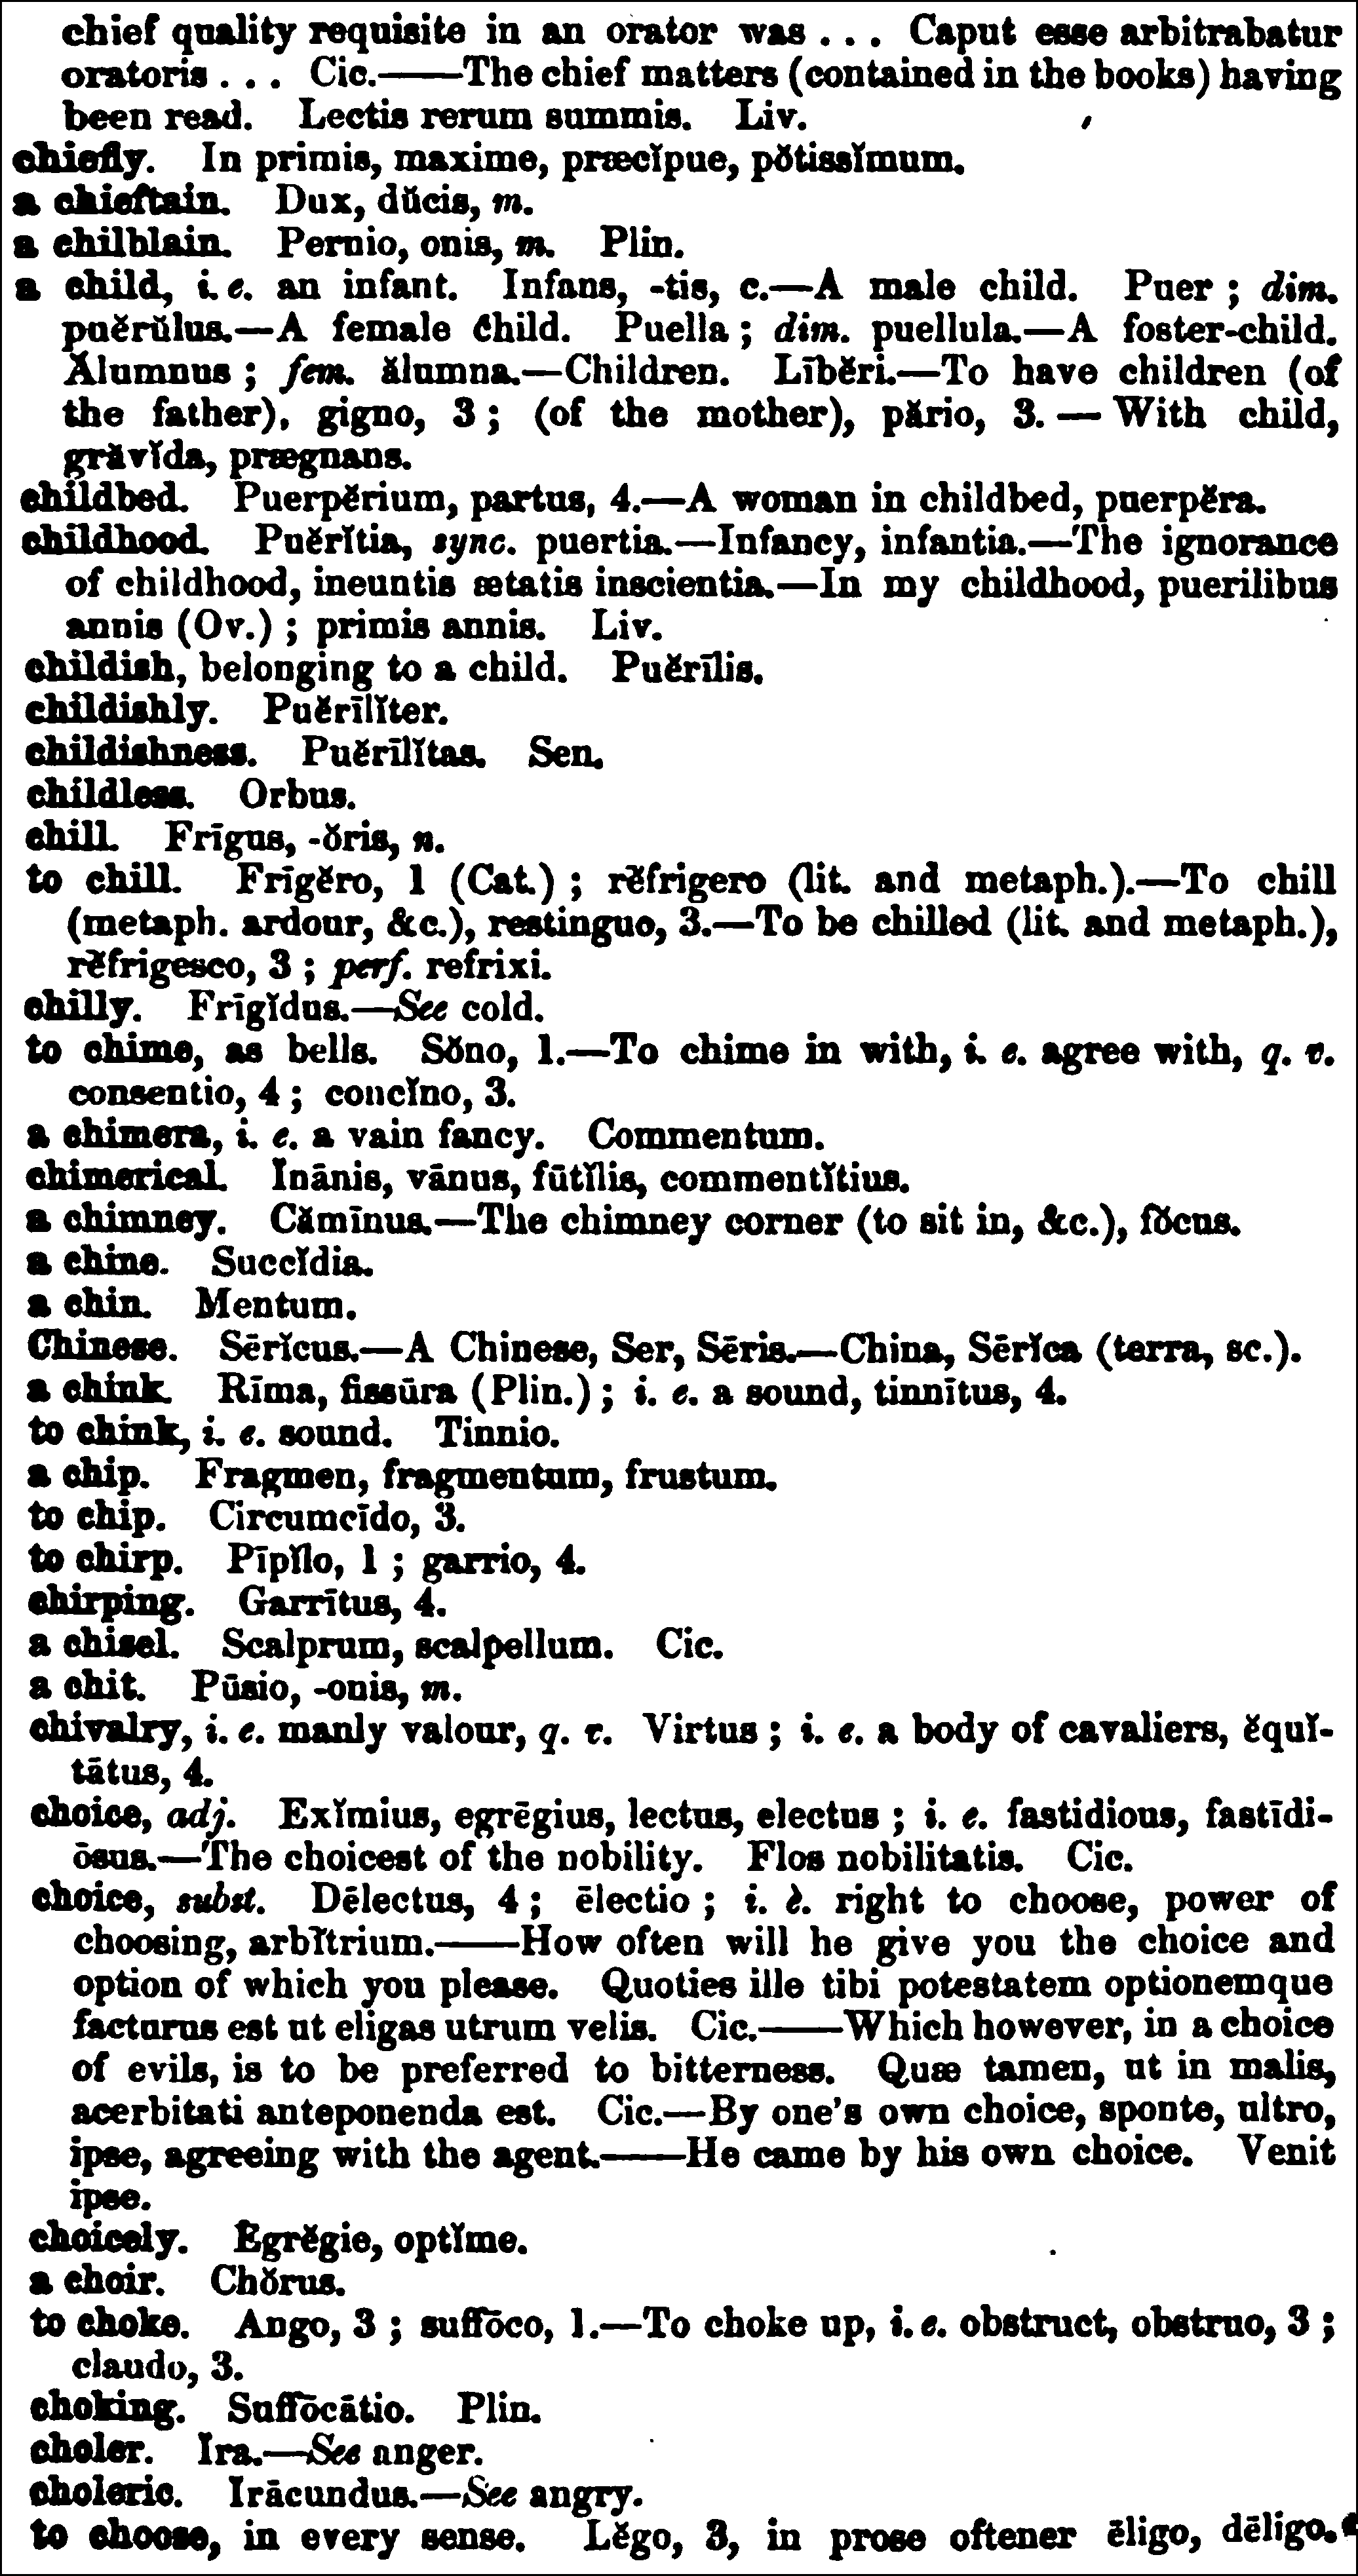 chief quality requisite in an orator was . . . Caput esse arbitrabatur
oratoris . . . Cic.——The chief matters (contained in the books) having
been read. Lectis rerum summis. Liv.
chiefly. In primis, maxime, præcĭpue, pŏtissĭmum.
a chieftain. Dux, dŭcis, m.
a chilblain. Pernio, onis, m. Plin.
a child, i. e. an infant. Infans, -tis, c.—A male child. Puer ; dim.
puĕrŭlus.—A female child. Puella ; dim. puellula.—A foster-child.
Ălumnus ; fem. ălumna.—Children. Lībĕri.—To have children (of
the father), gigno, 3 ; (of the mother), părio, 3. — With child,
grăvĭda, prægnans.
childbed. Puerpĕrium, partus, 4.—A woman in childbed, puerpĕra.
childhood. Puĕrĭtia, sync. puertia.—Infancy, infantia.—The ignorance
of childhood, ineuntis ætatis inscientia.—In my childhood, puerilibus
annis (Ov.) ; primis annis. Liv.
childish, belonging to a child. Puĕrīlis.
childishly. Puĕrīlĭter.
childishness. Puĕrīlĭtas. Sen.
childless. Orbus.
chill. Frīgus, -ŏris, n.
to chill. Frīgĕro, 1 (Cat.) ; rĕfrigero (lit. and metaph.).—To chill
(metaph. ardour, &c.), restinguo, 3.—To be chilled (lit. and metaph.),
rĕfrigesco, 3 ; perf. refrixi.
chilly. Frīgĭdus.—See cold.
to chime, as bells. Sŏno, 1.—To chime in with, i. e. agree with, q. v.
consentio, 4 ; concĭno, 3.
a chimera, i. e. a vain fancy. Commentum.
chimerical. Inānis, vānus, fūtĭlis, commentĭtius.
a chimney. Cămīnus.—The chimney corner (to sit in, &c.), fŏcus.
a chine. Succĭdia.
a chin. Mentum.
Chinese. Sērĭcus.—A Chinese, Ser, Sēris.—China, Sērĭca (terra, sc.).
a chink. Rīma, fissūra (Plin.) ; i. e. a sound, tinnītus, 4.
to chink, i. e. sound. Tinnio.
a chip. Fragmen, fragmentum, frustum.
to chip. Circumcīdo, 3.
to chirp. Pīpĭlo, 1 ; garrio, 4.
chirping. Garrītus, 4.
a chisel. Scalprum, scalpellum. Cic.
a chit. Pūsio, -onis, m.
chivalry, i. e. manly valour, q. v. Virtus ; i. e. a body of cavaliers, ĕquĭ-
tātus, 4.
choice, adj. Exĭmius, egrēgius, lectus, electus ; i. e. fastidious, fastīdi-
ōsus.—The choicest of the nobility. Flos nobilitatis. Cic.
choice, subst. Dēlectus, 4 ; ēlectio ; i. e. right to choose, power of
choosing, arbĭtrium.——How often will he give you the choice and
option of which you please. Quoties ille tibi potestatem optionemque
facturus est ut eligas utrum velis. Cic.——Which however, in a choice
of evils, is to be preferred to bitterness. Quæ tamen, ut in malis,
acerbitati anteponenda est. Cic.—By one's own choice, sponte, ultro,
ipse, agreeing with the agent.——He came by his own choice. Venit
ipse.
choicely. Egrĕgie, optĭme.
a choir. Chŏrus.
to choke. Ango, 3 ; suffōco, 1.—To choke up, i. e. obstruct, obstruo, 3 ;
claudo, 3.
choking. Suffōcātio. Plin.
choler. Ira.—See anger.
choleric. Irācundus.—See angry.
to choose, in every sense. Lĕgo, 3, in prose oftener ēligo, dēligo.